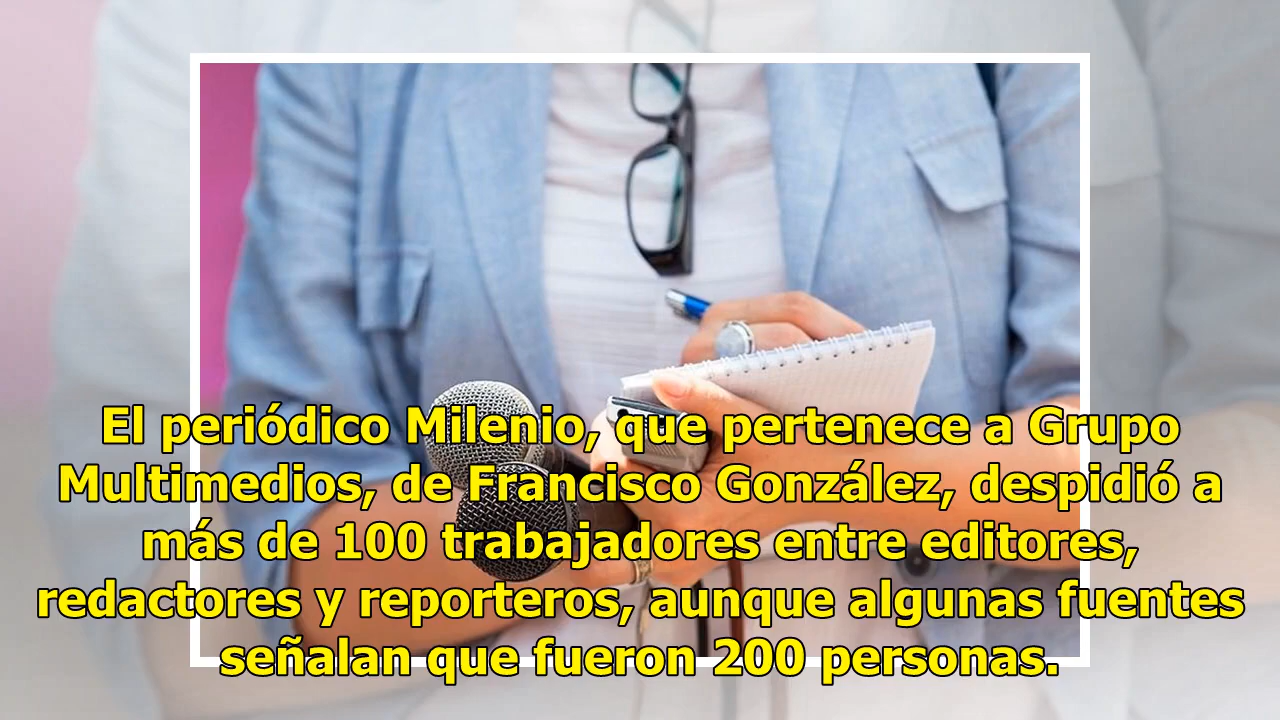 El periódico Milenio, que pertenece a Grupo
Multimedios, de Francisco González, despidió a
más de 100 trabajadores entre editores,
redactores y reporteros, aunque algunas fuentes
señalan que fueron 200 personas.